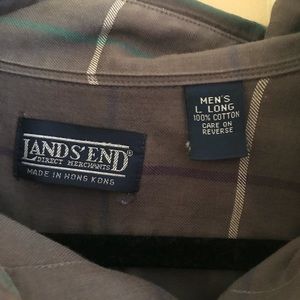 LANDS' END®
DIRECT MERCHANTS
MADE IN HONG KONG
MEN'S
L LONG
100% COTTON
CARE ON
REVERSE